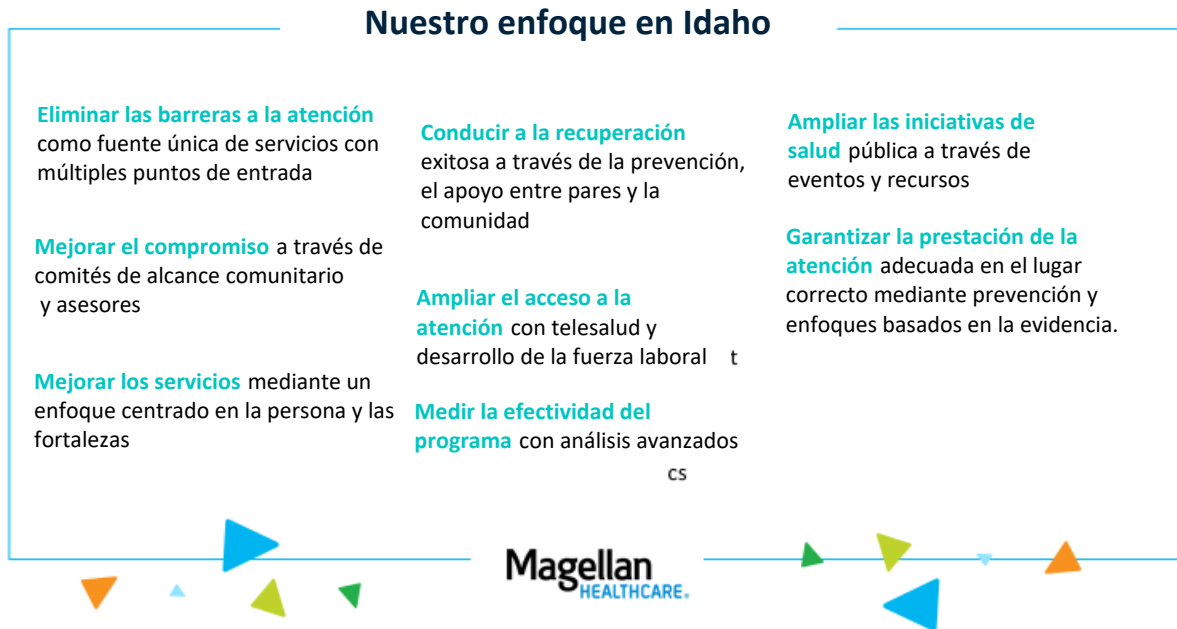 Nuestro enfoque en Idaho
Eliminar las barreras a la atención
como fuente única de servicios con
múltiples puntos de entrada
Mejorar el compromiso a través de
comités de alcance comunitario
y asesores
Mejorar los servicios mediante un
enfoque centrado en la persona y las
fortalezas
Conducir a la recuperación
exitosa a través de la prevención,
el apoyo entre pares y la
comunidad
Ampliar el acceso a la
atención con telesalud y
desarrollo de la fuerza laboral t
Medir la efectividad del
programa con análisis avanzados
cs
Ampliar las iniciativas de
salud pública a través de
eventos y recursos
Garantizar la prestación de la
atención adecuada en el lugar
correcto mediante prevención y
enfoques basados en la evidencia.
Magellan
HEALTHCARE.